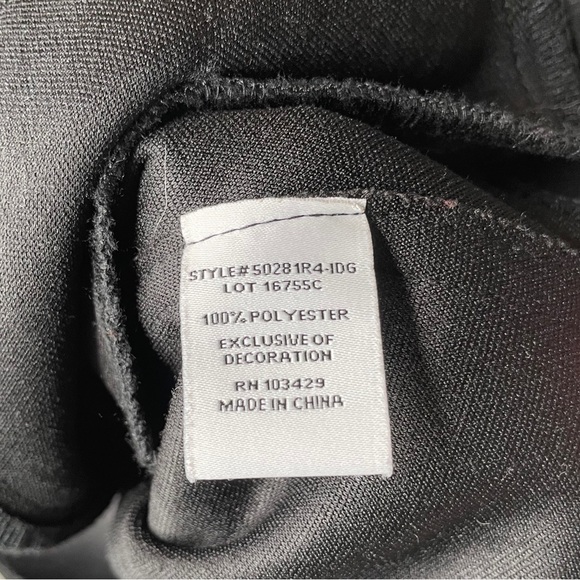 STYLE# 50281R4-IDG
LOT 16755C
100% POLYESTER
EXCLUSIVE OF
DECORATION
RN 103429
MADE IN CHINA